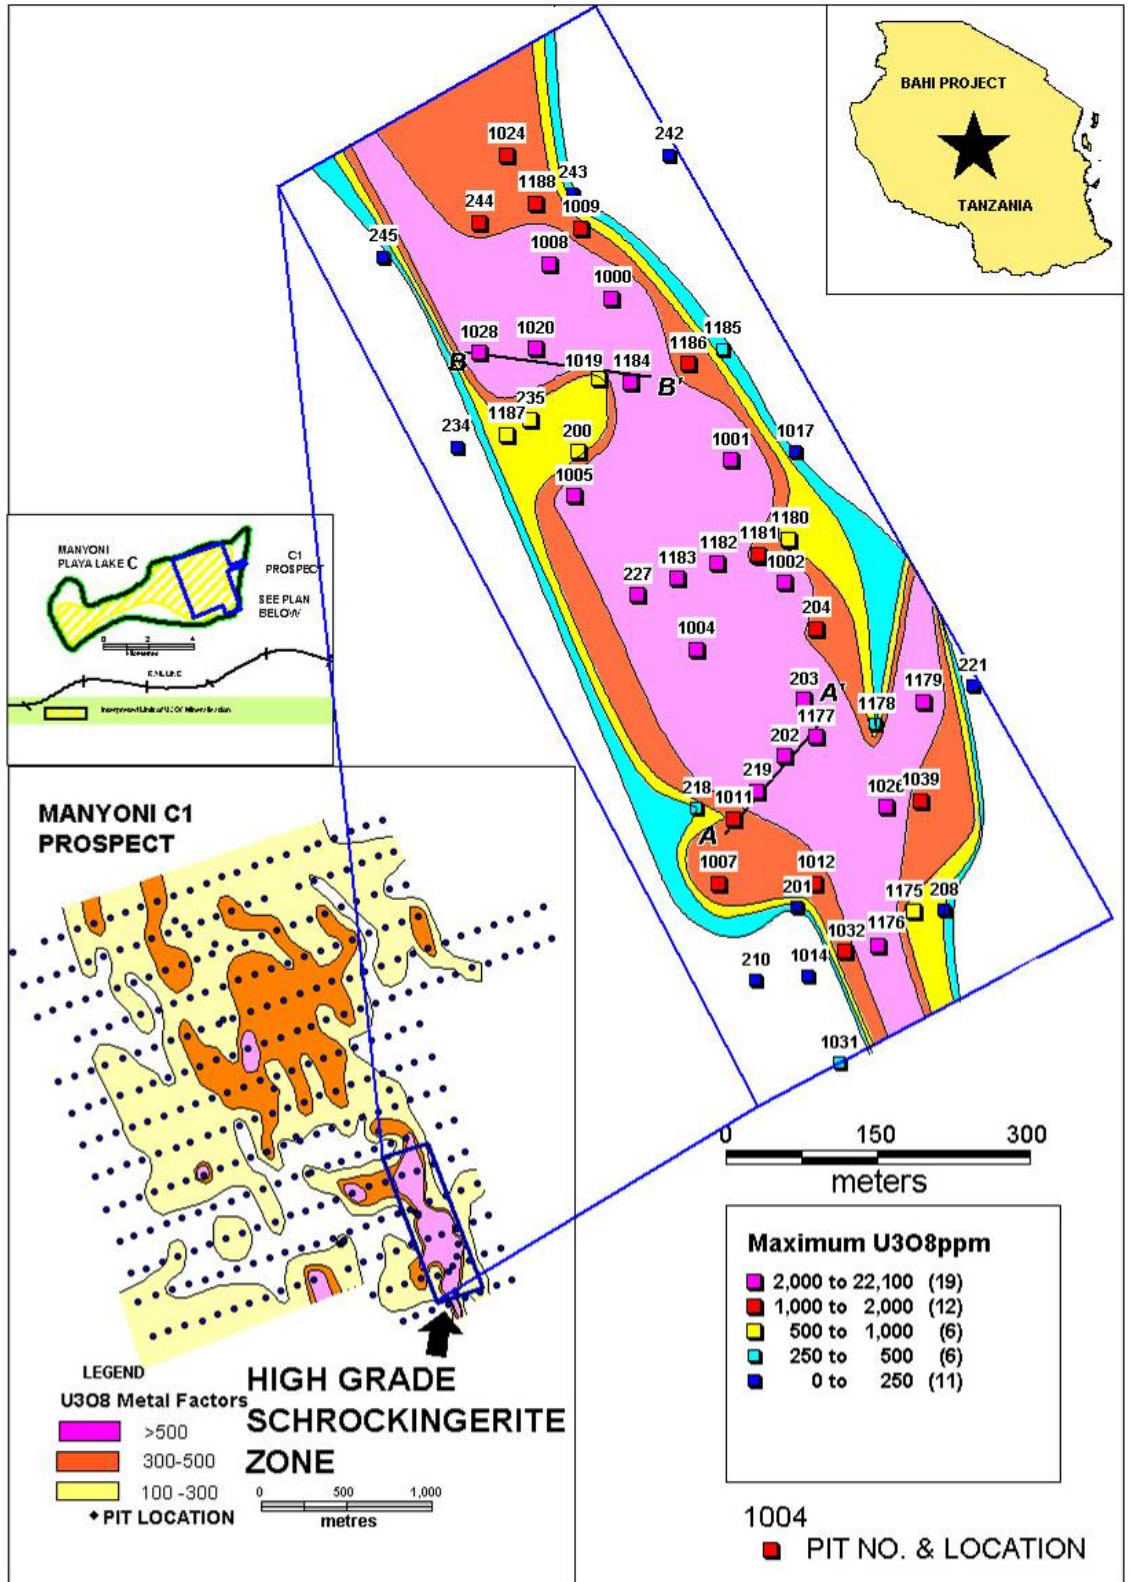 BAHI PROJECT
TANZANIA
1024
242
243
1188
244
1009
245
1008
1000
1028
1020
1185
1186
1019
1184
B
B'
235
1187
234
200
1001
1017
1005
1180
1181
1182
1183
1002
227
204
1004
221
203
A'
1179
1178
1177
202
219
218
1011
1026
1039
A
1007
1012
201
1175
208
1032
1176
210
1014
1031
MANYONI
PLAYA LAKE C
C1
PROSPECT
SEE PLAN
BELOW
0 2 4
MANYONI C1
PROSPECT
LEGEND
U3O8 Metal Factors
>500
300-500
100 -300
PIT LOCATION
HIGH GRADE
SCHROCKINGERITE
ZONE
0 500 1,000
metres
0 150 300
meters
Maximum U3O8ppm
2,000 to 22,100 (19)
1,000 to 2,000 (12)
500 to 1,000 (6)
250 to 500 (6)
0 to 250 (11)
1004
PIT NO. & LOCATION